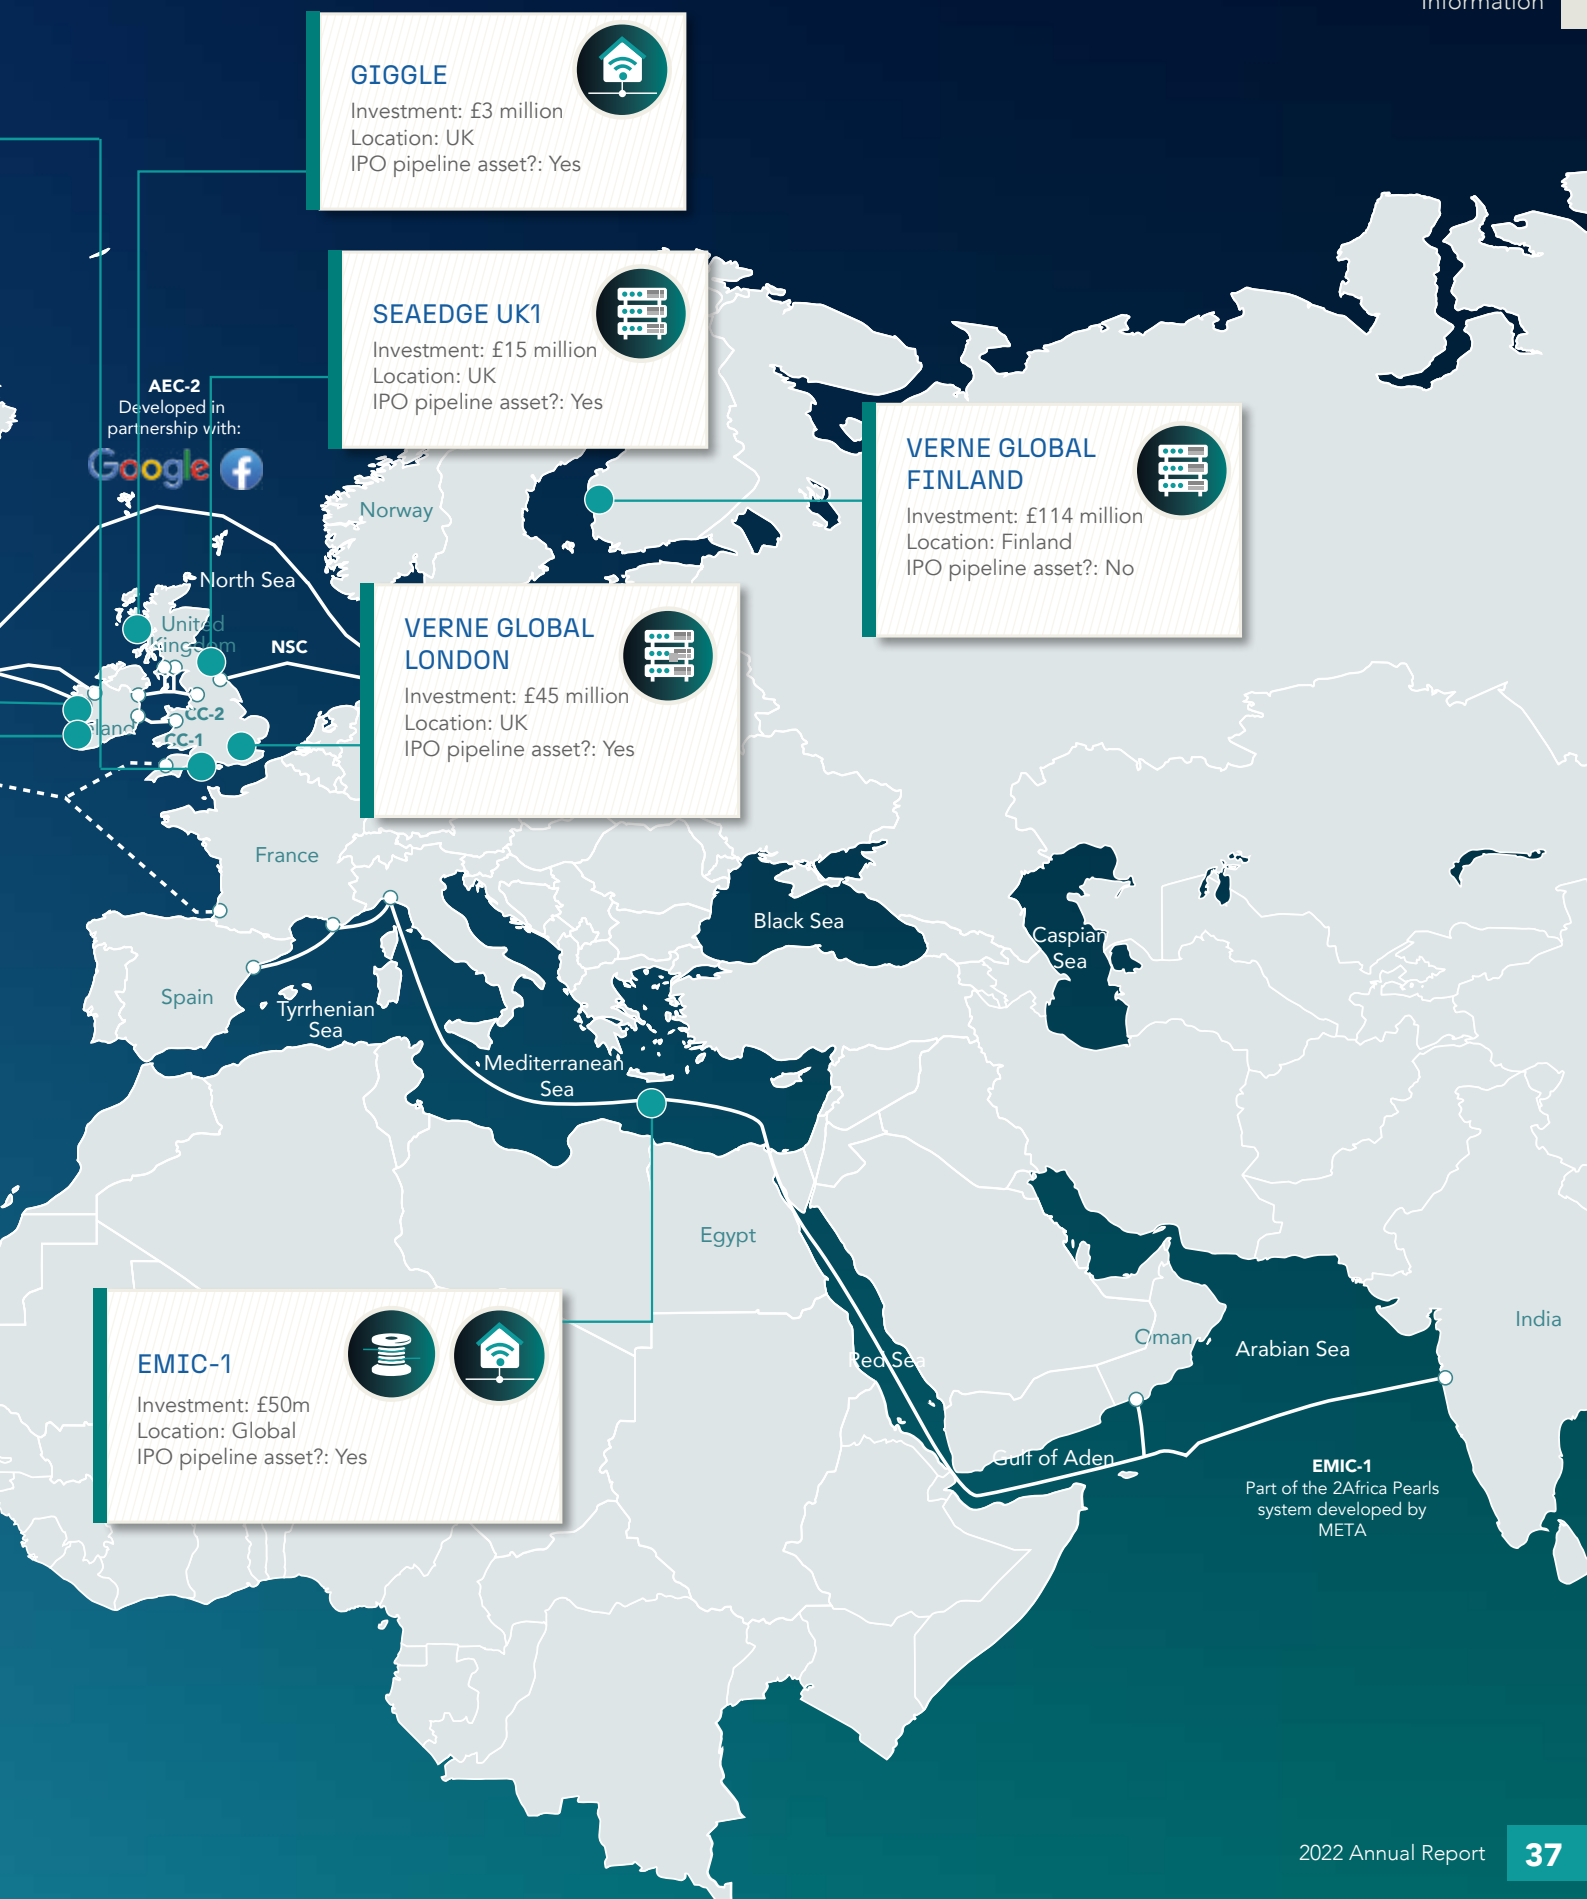 Information
GIGGLE
Investment: £3 million
Location: UK
IPO pipeline asset?: Yes
SEAEDGE UK1
Investment: £15 million
Location: UK
IPO pipeline asset?: Yes
AEC-2
Developed in
partnership with:
Google f
VERNE GLOBAL
FINLAND
Investment: £114 million
Location: Finland
IPO pipeline asset?: No
Norway
North Sea
United
Kingdom
NSC
VERNE GLOBAL
LONDON
Investment: £45 million
Location: UK
IPO pipeline asset?: Yes
CC-2
CC-1
France
Black Sea
Caspian
Sea
Spain
Tyrrhenian
Sea
Mediterranean
Sea
Egypt
India
Oman
Arabian Sea
Red Sea
EMIC-1
Investment: £50m
Location: Global
IPO pipeline asset?: Yes
Gulf of Aden
EMIC-1
Part of the 2Africa Pearls
system developed by
META
2022 Annual Report 37